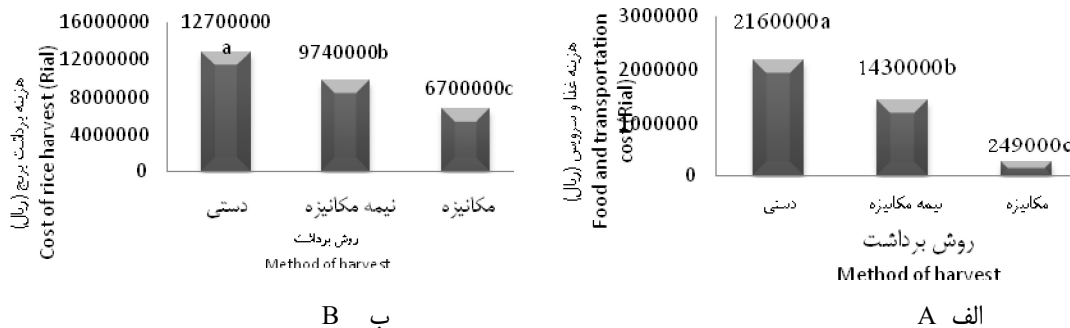 16000000
12000000
8000000
4000000
0
12700000
a
9740000b
6700000c
هزینه برداشت برنج (ریال)
Cost of rice harvest (Rial)
دستی
نیمه مکانیزه
مکانیزه
روش برداشت
Method of harvest
ب B
3000000
2000000
1000000
0
2160000a
1430000b
249000c
هزینه غذا و سرویس (ریال)
Food and transportation
cost (Rial)
دستی
نیمه مکانیزه
مکانیزه
روش برداشت
Method of harvest
الف A